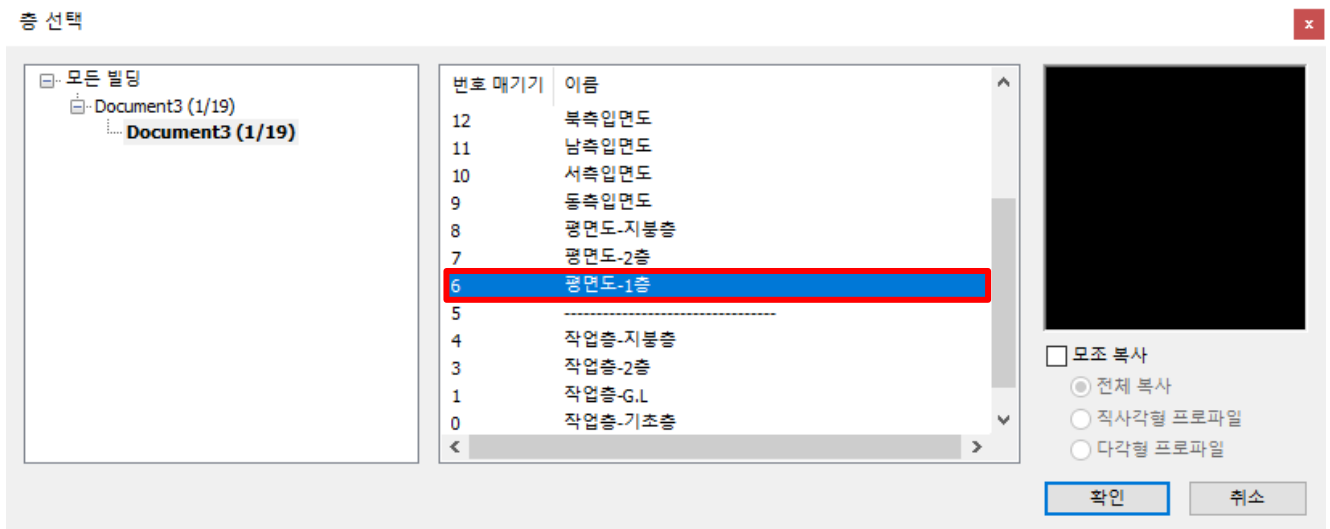 층 선택
x
모든 빌딩
Document3 (1/19)
Document3 (1/19)
번호 매기기 이름
12 북측입면도
11 남측입면도
10 서측입면도
9 동측입면도
8 평면도-지붕층
7 평면도-2층
6 평면도-1층
5 ---------------------------------
4 작업층-지붕층
3 작업층-2층
1 작업층-G.L
0 작업층-기초층
모조 복사
전체 복사
직사각형 프로파일
다각형 프로파일
확인 취소